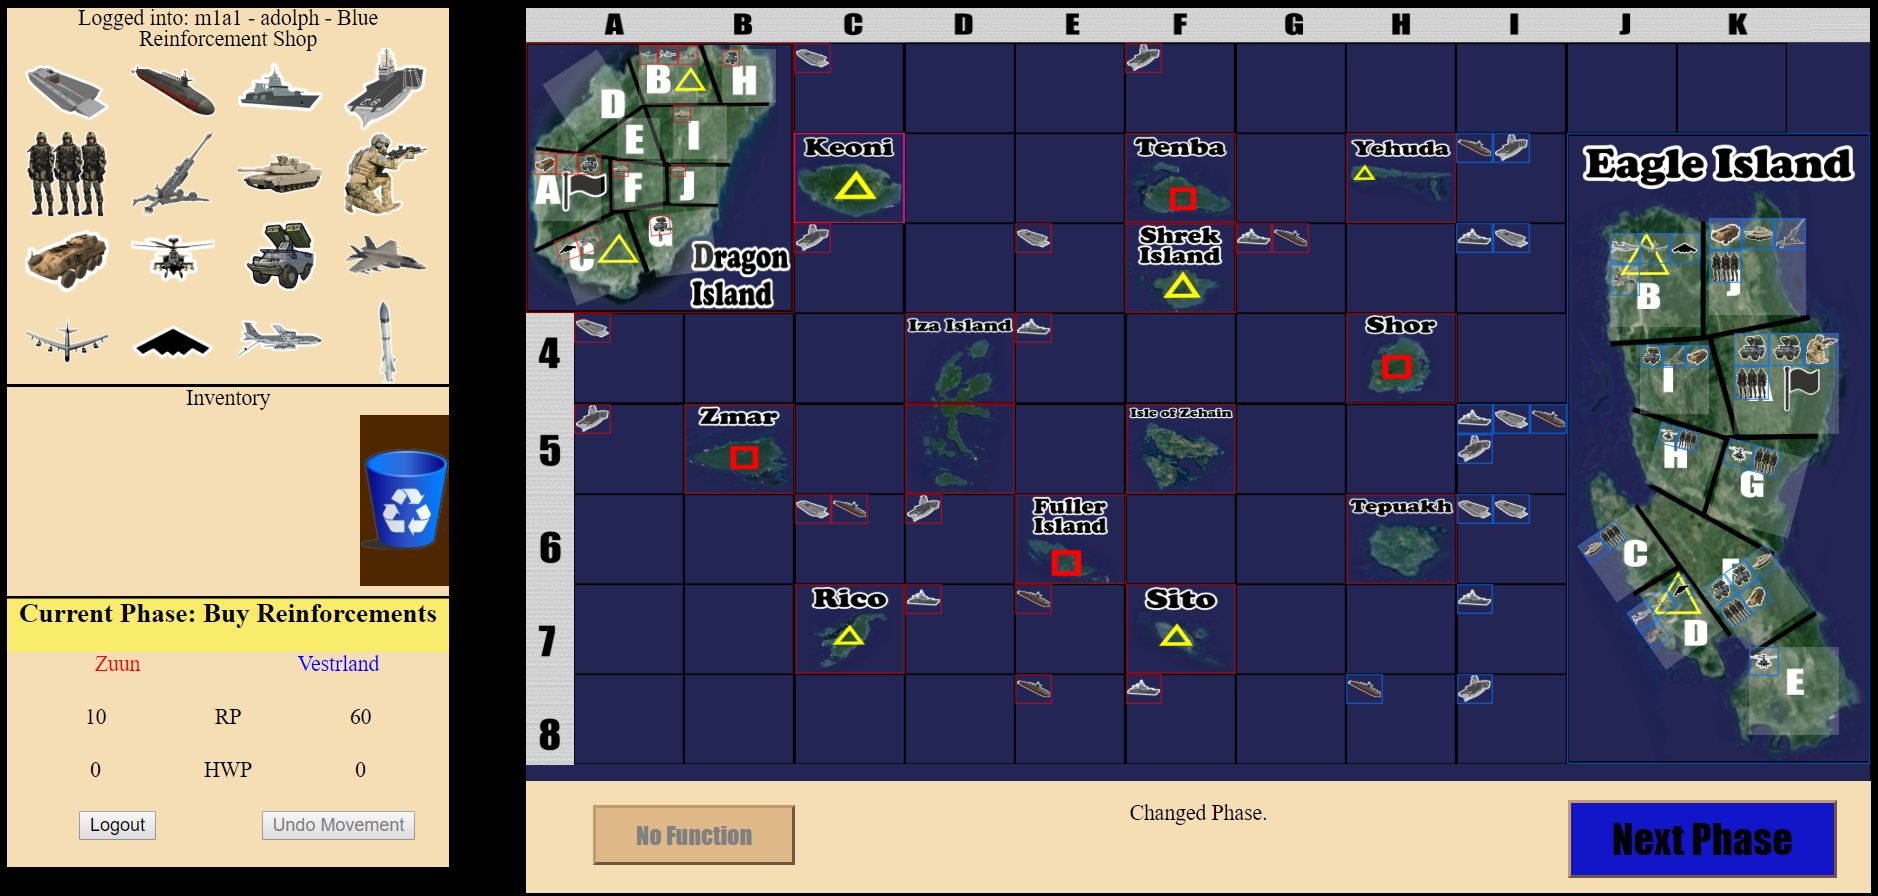 Logged into: m1a1 - adolph - Blue
Reinforcement Shop
Inventory
Current Phase: Buy Reinforcements
Zuun Vestrland
10 RP 60
0 HWP 0
Logout Undo Movement
A B C D E F G H I J K
4
5
6
7
8
B H
D
E I
A F J
G
C
Dragon
Island
Keoni
Tenba
Yehuda
Shrek
Island
Iza Island
Shor
Zmar
Isle of Zehain
Fuller
Island
Tepuakh
Rico
Sito
Eagle Island
B J
I
H G
C
D
E
No Function
Changed Phase.
Next Phase